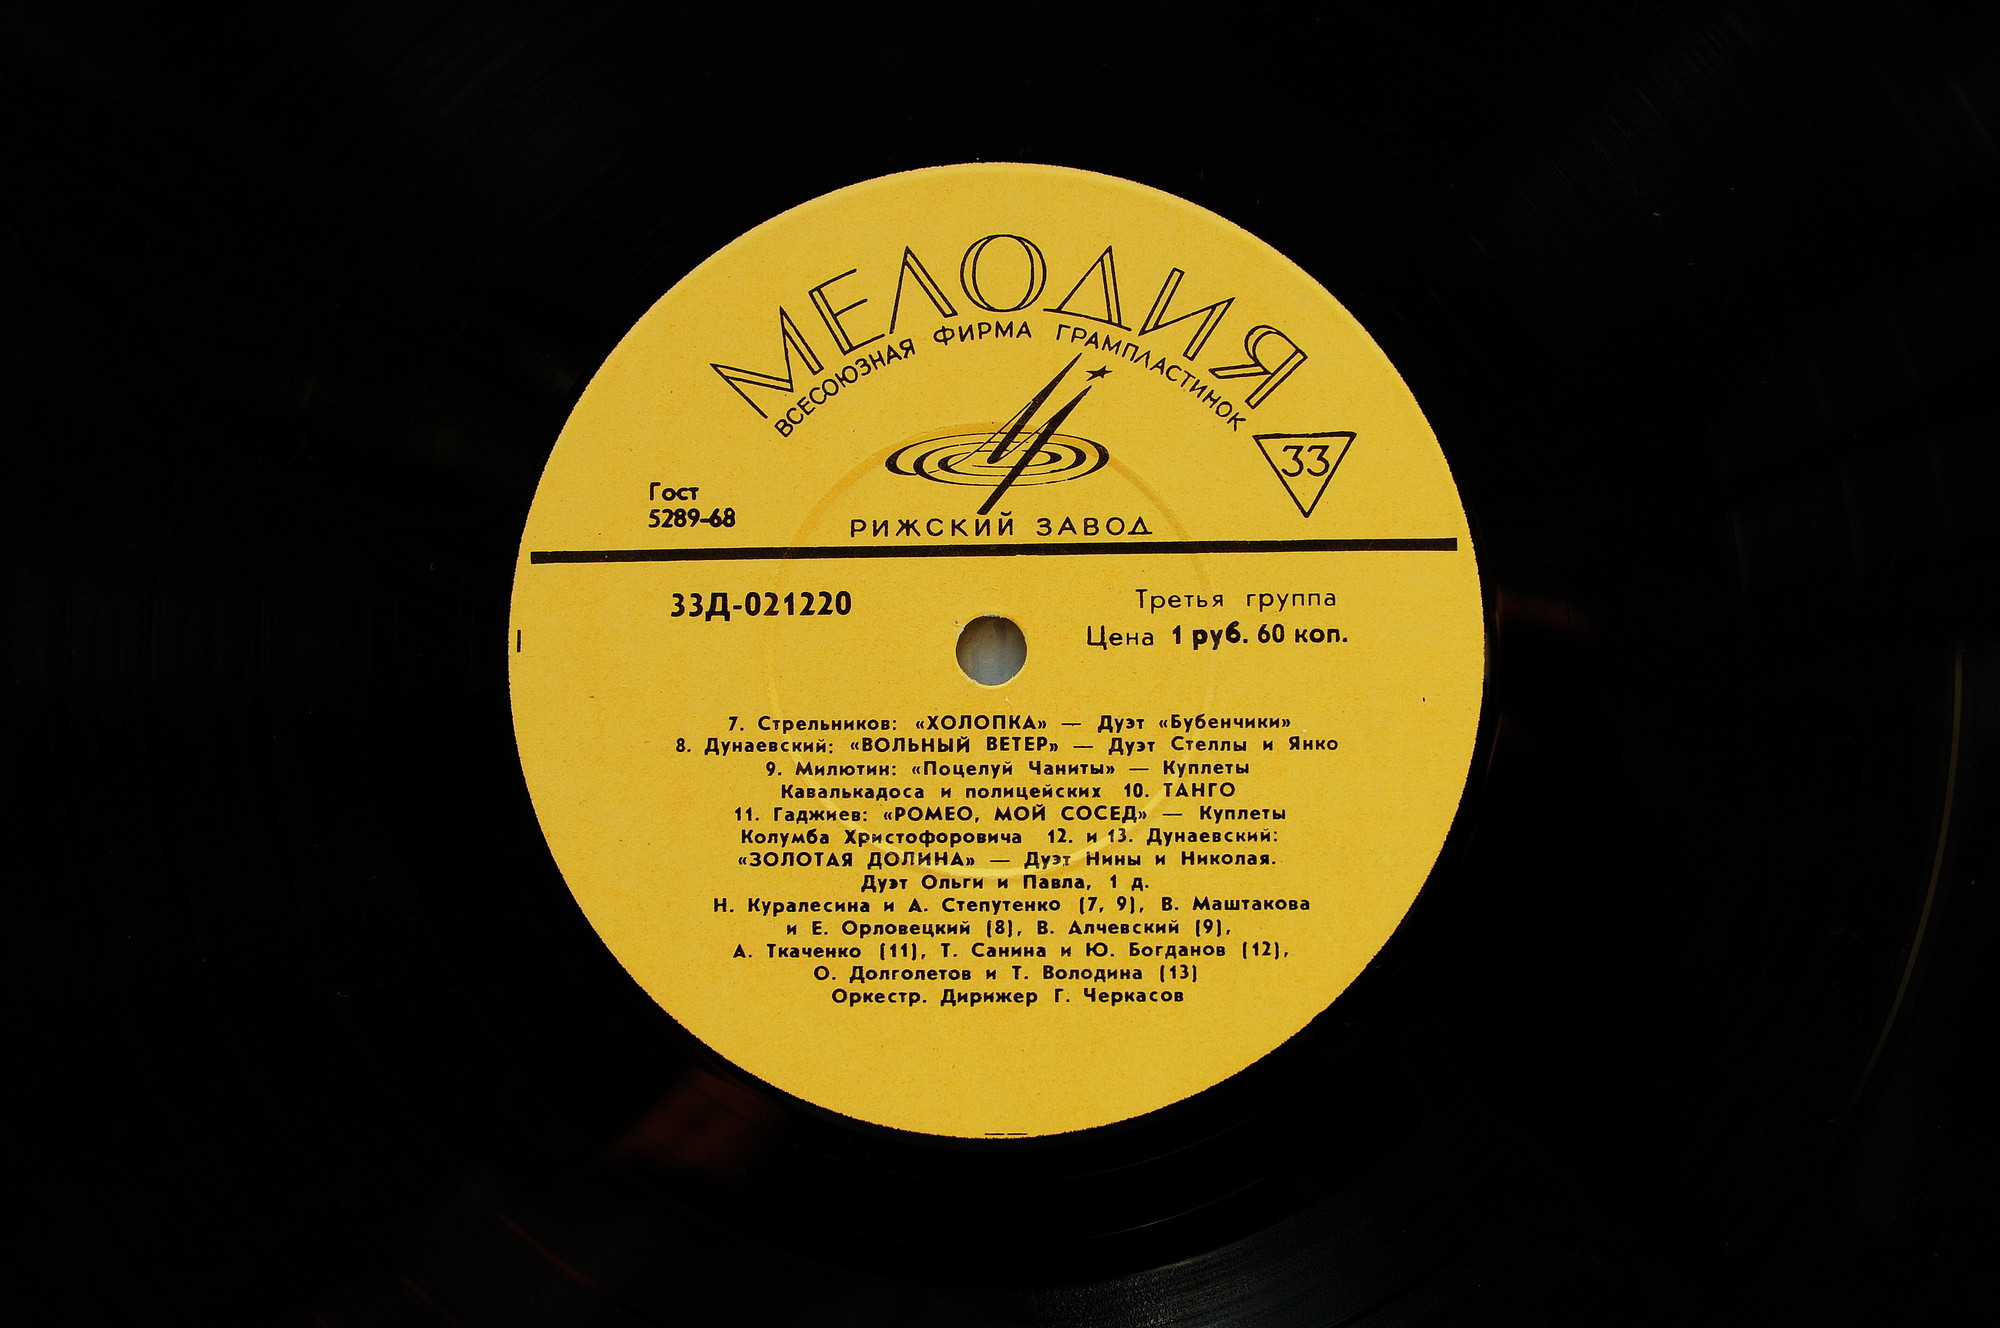 МЕЛОДИЯ
ВСЕСОЮЗНАЯ ФИРМА ГРАМПЛАСТИНОК
33
Гост
5289-68
РИЖСКИЙ ЗАВОД
33Д-021220
Третья группа
Цена 1 руб. 60 коп.
7. Стрельников: «ХОЛОПКА» — Дуэт «Бубенчики»
8. Дунаевский: «ВОЛЬНЫЙ ВЕТЕР» — Дуэт Стеллы и Янко
9. Милютин: «Поцелуй Чаниты» — Куплеты
Кавалькадоса и полицейских 10. ТАНГО
11. Гаджиев: «РОМЕО, МОЙ СОСЕД» — Куплеты
Колумба Христофоровича 12. и 13. Дунаевский:
«ЗОЛОТАЯ ДОЛИНА» — Дуэт Нины и Николая.
Дуэт Ольги и Павла, 1 д.
Н. Куралесина и А. Степутенко (7, 9), В. Маштакова
и Е. Орловецкий (8), В. Алчевский (9),
А. Ткаченко (11), Т. Санина и Ю. Богданов (12),
О. Долголетов и Т. Володина (13)
Оркестр. Дирижер Г. Черкасов